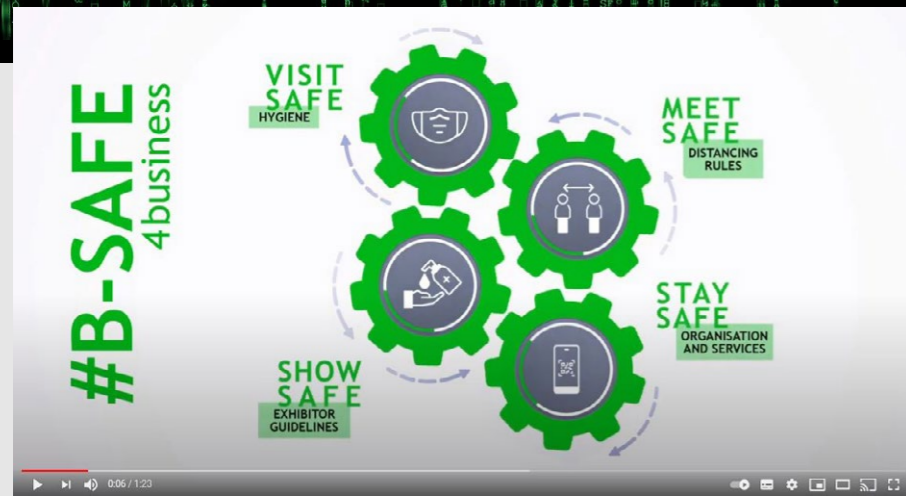 #B-SAFE
4business
VISIT
SAFE
HYGIENE
MEET
SAFE
DISTANCING
RULES
STAY
SAFE
ORGANISATION
AND SERVICES
SHOW
SAFE
EXHIBITOR
GUIDELINES
0:06 / 1:23